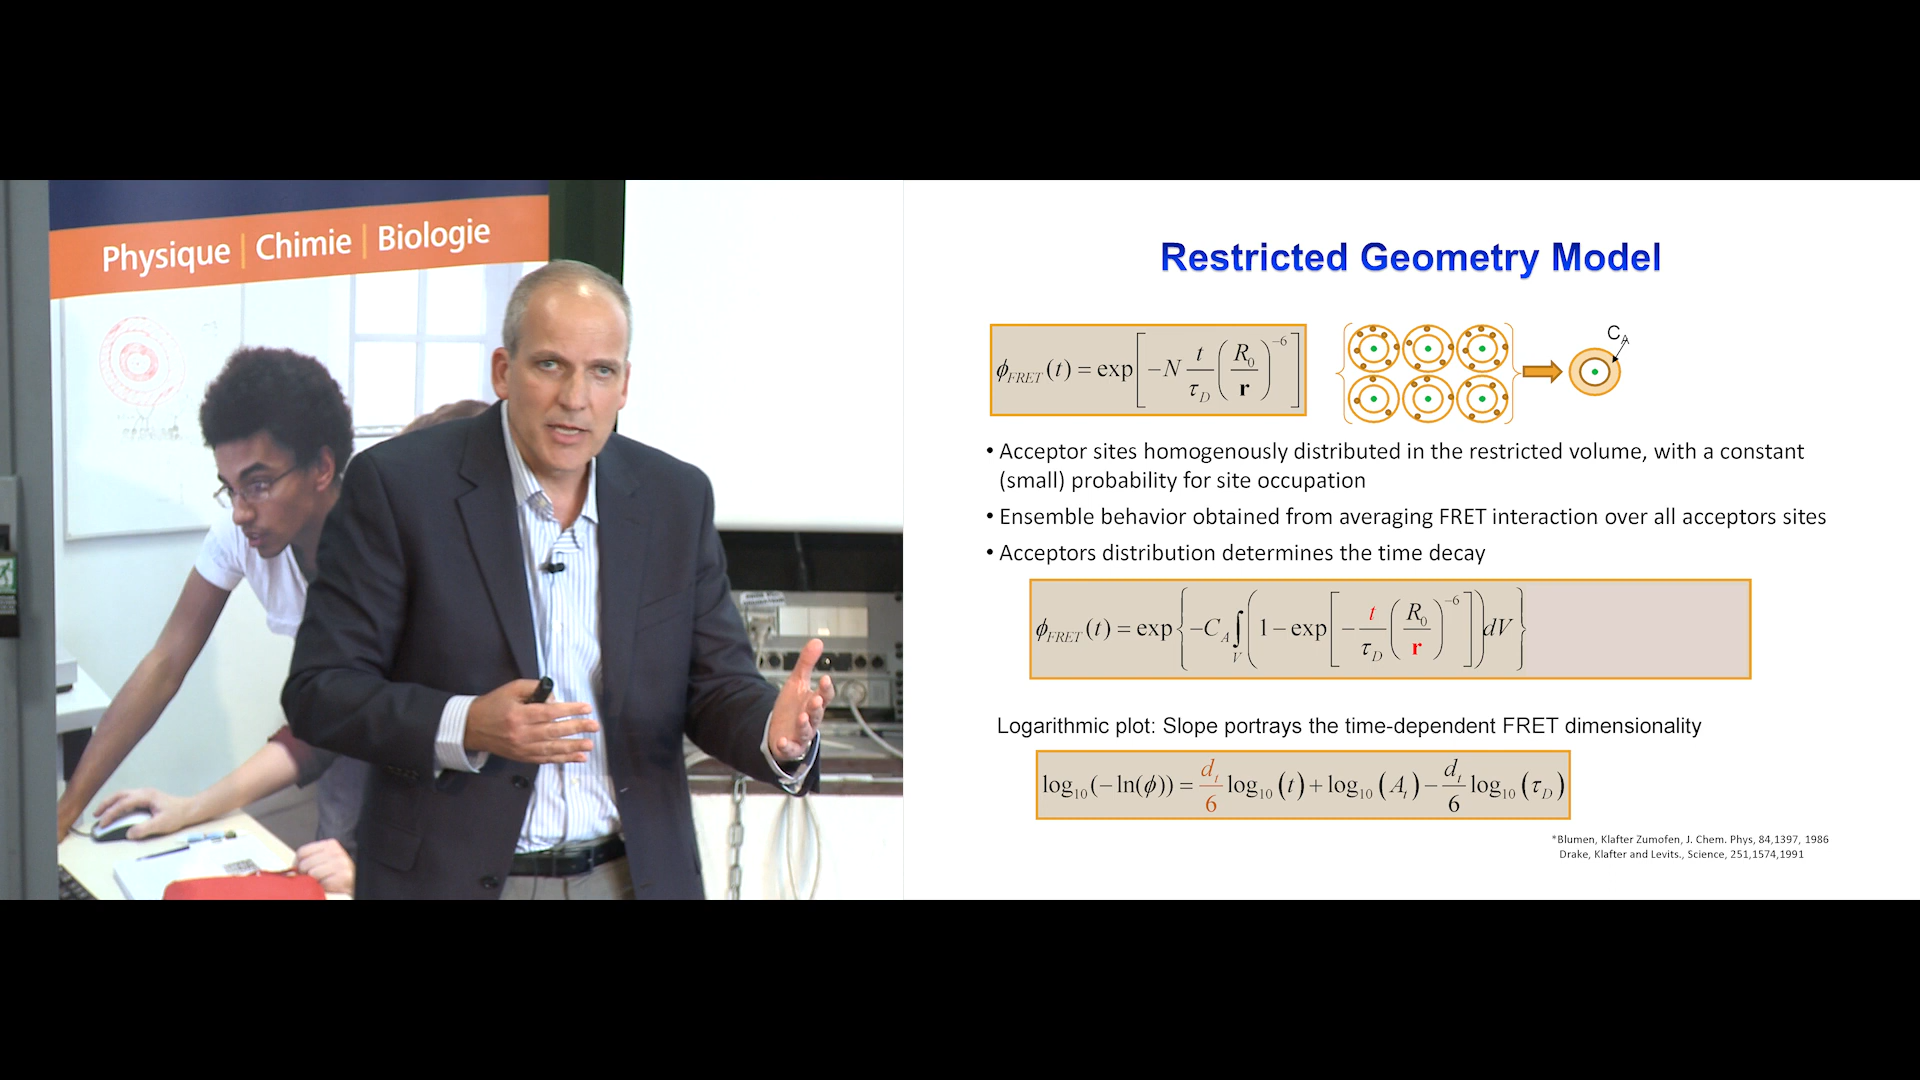 Physique | Chimie | Biologie
Restricted Geometry Model
ϕ_FRET (t) = exp[−N t/τ_D (R_0/r)^−6]
C_A
• Acceptor sites homogenously distributed in the restricted volume, with a constant
(small) probability for site occupation
• Ensemble behavior obtained from averaging FRET interaction over all acceptors sites
• Acceptors distribution determines the time decay
ϕ_FRET (t) = exp{−C_A ∫_V (1 − exp[−t/τ_D (R_0/r)^−6]) dV}
Logarithmic plot: Slope portrays the time-dependent FRET dimensionality
log_10 (−ln(ϕ)) = d_t/6 log_10 (t) + log_10 (A_t) − d_t/6 log_10 (τ_D)
*Blumen, Klafter Zumofen, J. Chem. Phys, 84,1397, 1986
Drake, Klafter and Levits., Science, 251,1574,1991